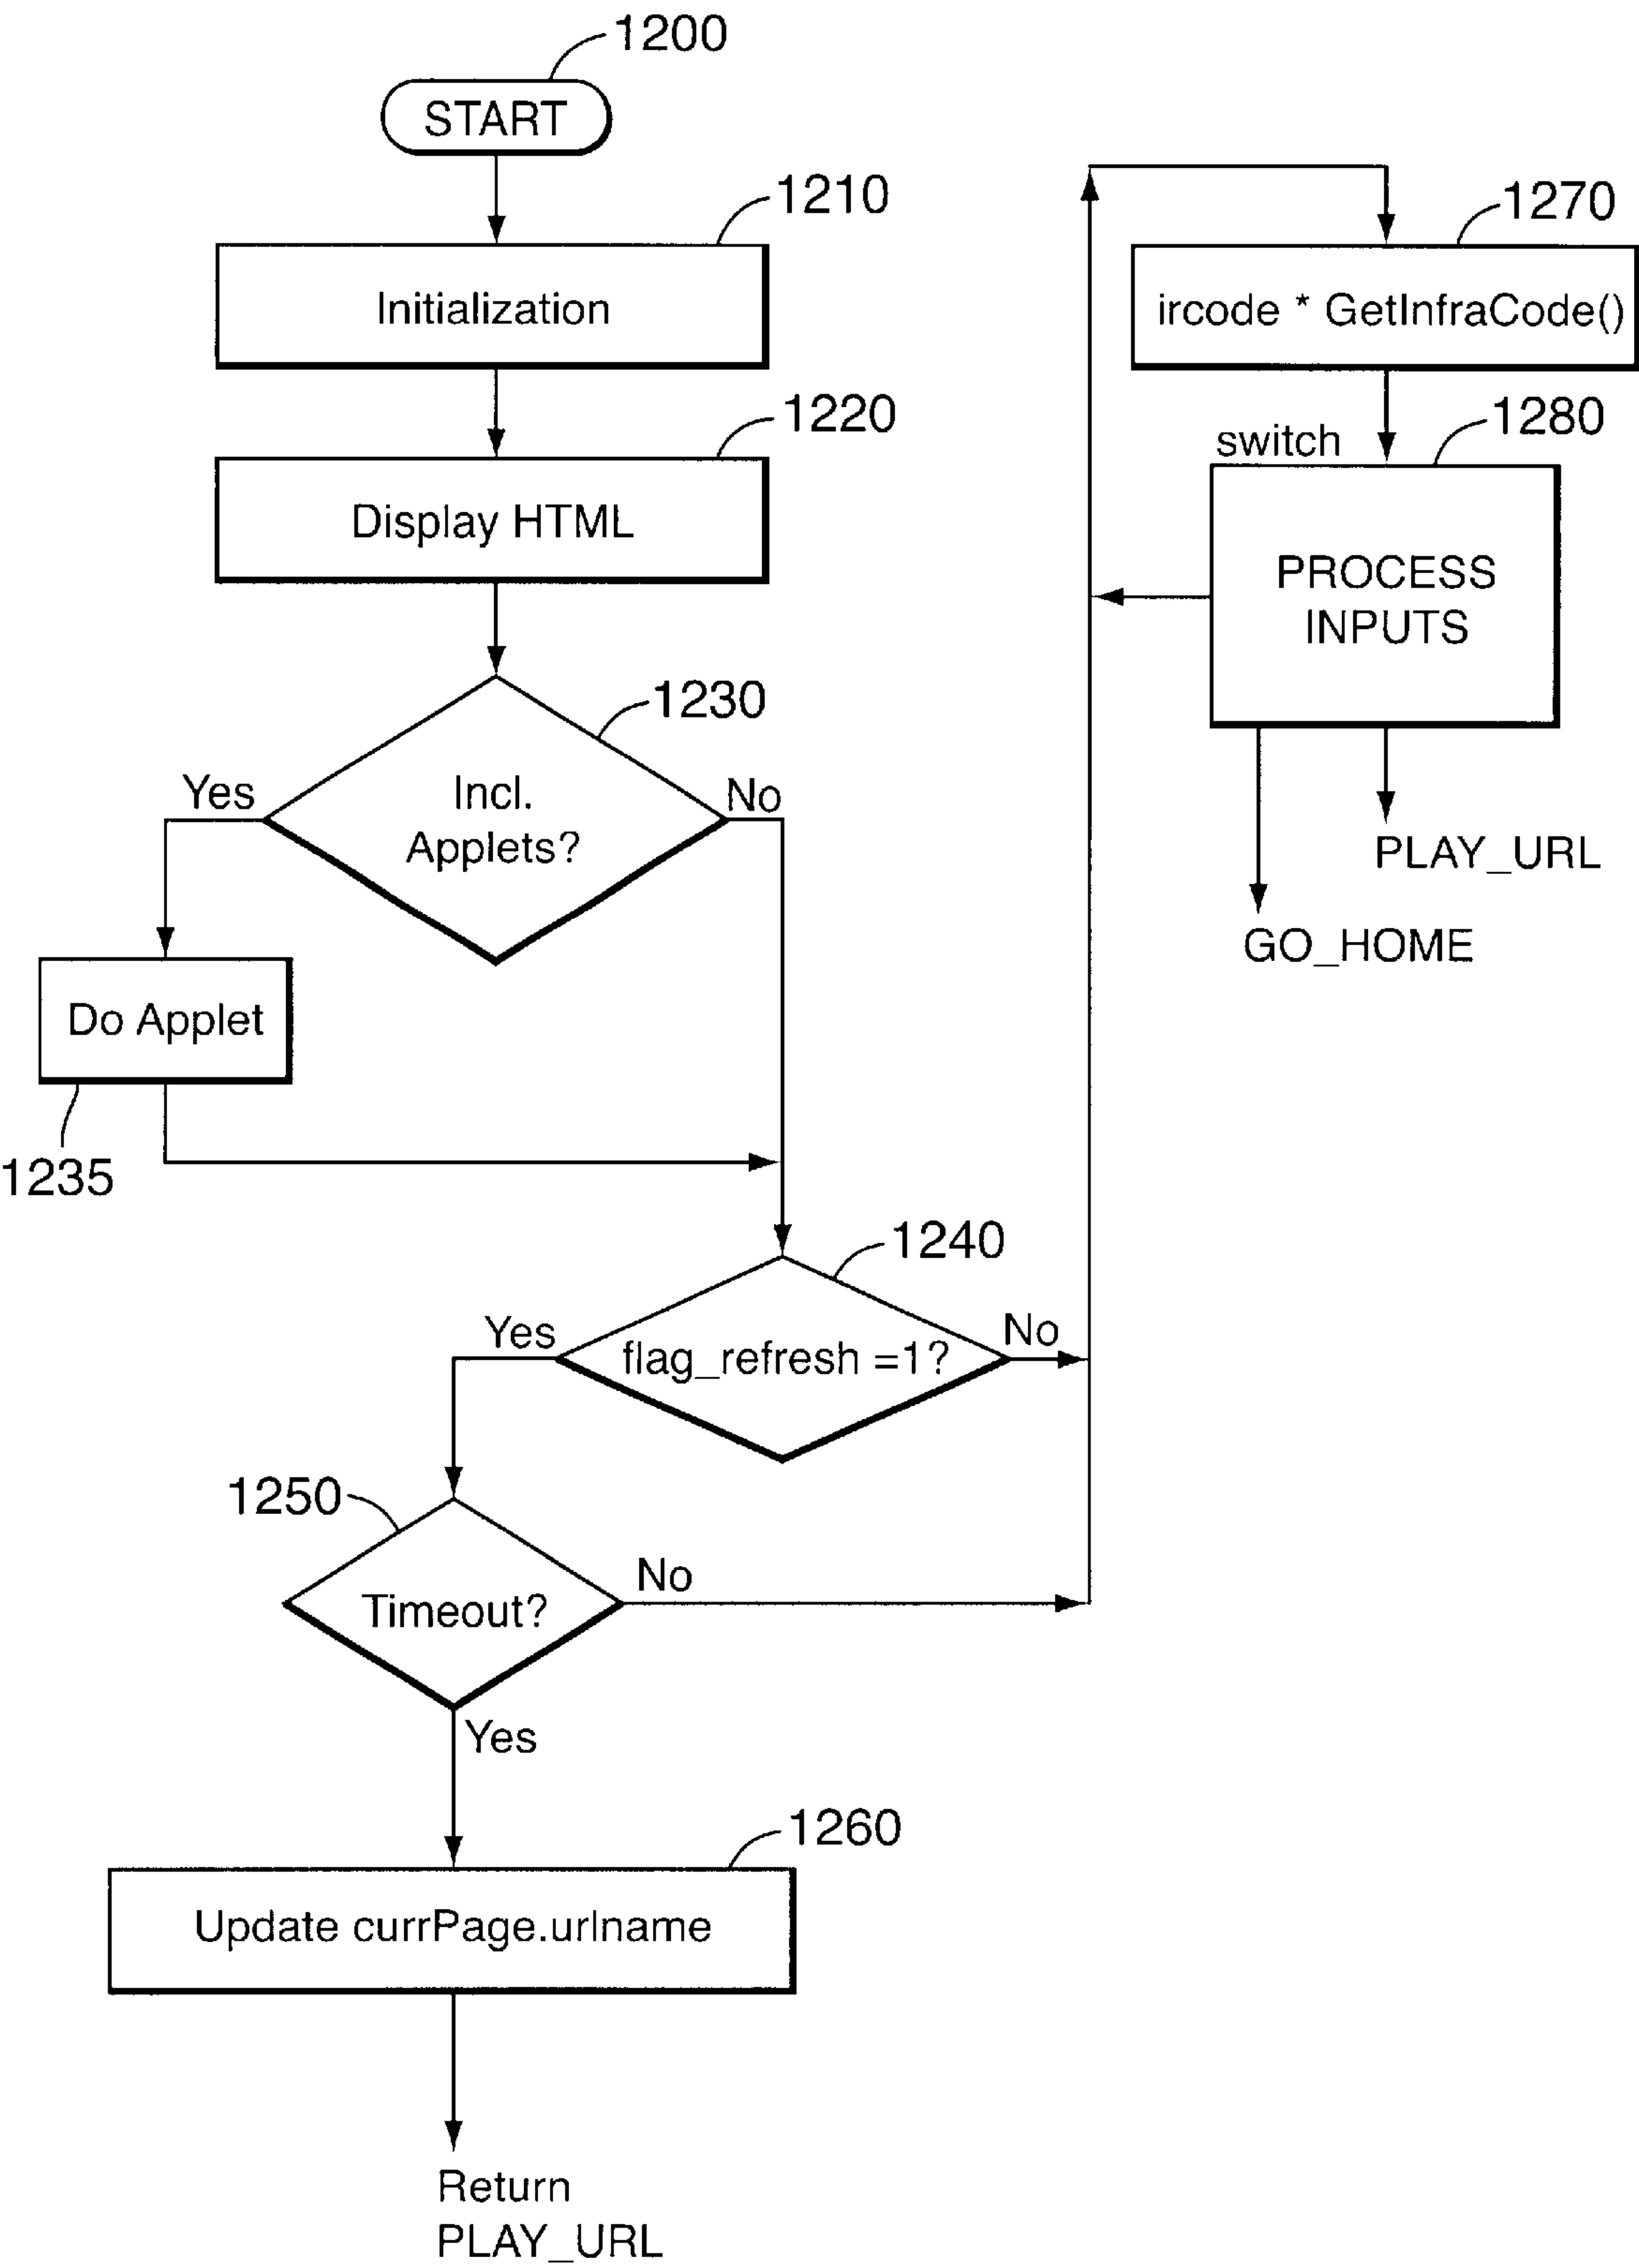 1200
START
1210
Initialization
1220
Display HTML
1230
Incl.
Applets?
Yes
No
Do Applet
1235
1240
flag_refresh =1?
Yes
No
1250
Timeout?
No
Yes
1260
Update currPage.urlname
Return
PLAY_URL
1270
ircode * GetInfraCode()
1280
switch
PROCESS
INPUTS
PLAY_URL
GO_HOME